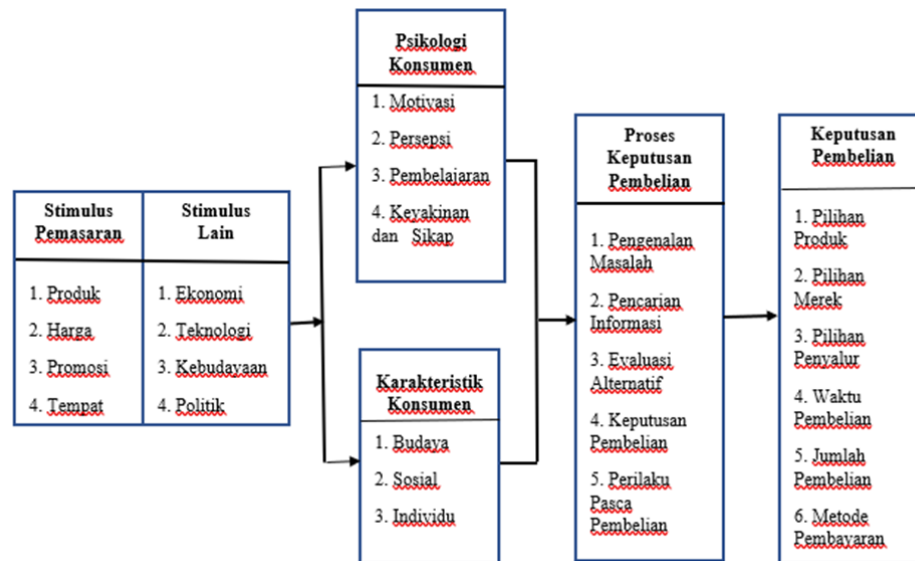 Stimulus
Pemasaran
1. Produk
2. Harga
3. Promosi
4. Tempat
Stimulus
Lain
1. Ekonomi
2. Teknologi
3. Kebudayaan
4. Politik
Psikologi
Konsumen
1. Motivasi
2. Persepsi
3. Pembelajaran
4. Keyakinan
dan Sikap
Karakteristik
Konsumen
1. Budaya
2. Sosial
3. Individu
Proses
Keputusan
Pembelian
1. Pengenalan
Masalah
2. Pencarian
Informasi
3. Evaluasi
Alternatif
4. Keputusan
Pembelian
5. Perilaku
Pasca
Pembelian
Keputusan
Pembelian
1. Pilihan
Produk
2. Pilihan
Merek
3. Pilihan
Penyalur
4. Waktu
Pembelian
5. Jumlah
Pembelian
6. Metode
Pembayaran